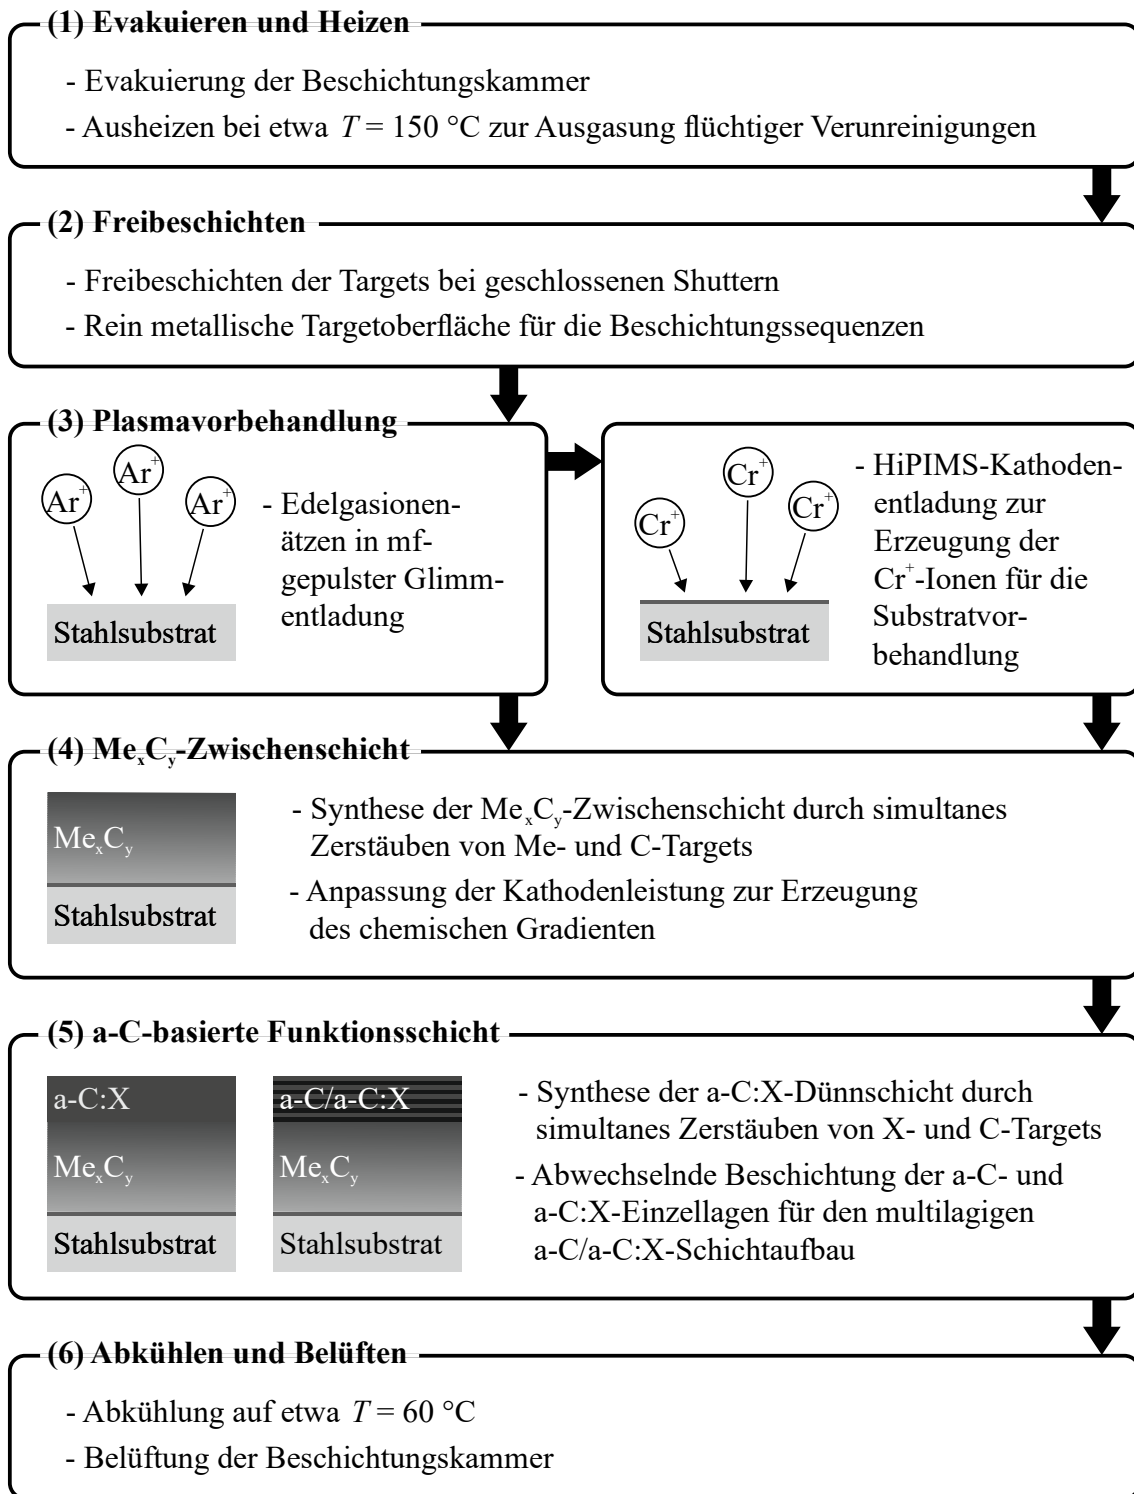 (1) Evakuieren und Heizen
- Evakuierung der Beschichtungskammer
- Ausheizen bei etwa T = 150 °C zur Ausgasung flüchtiger Verunreinigungen
(2) Freibeschichten
- Freibeschichten der Targets bei geschlossenen Shuttern
- Rein metallische Targetoberfläche für die Beschichtungssequenzen
(3) Plasmavorbehandlung
Ar⁺ Ar⁺ Ar⁺
Stahlsubstrat
- Edelgasionen-
ätzen in mf-
gepulster Glimm-
entladung
Cr⁺ Cr⁺ Cr⁺
Stahlsubstrat
- HiPIMS-Kathoden-
entladung zur
Erzeugung der
Cr⁺-Ionen für die
Substratvor-
behandlung
(4) MeₓCᵧ-Zwischenschicht
MeₓCᵧ
Stahlsubstrat
- Synthese der MeₓCᵧ-Zwischenschicht durch simultanes
Zerstäuben von Me- und C-Targets
- Anpassung der Kathodenleistung zur Erzeugung
des chemischen Gradienten
(5) a-C-basierte Funktionsschicht
a-C:X
MeₓCᵧ
Stahlsubstrat
a-C/a-C:X
MeₓCᵧ
Stahlsubstrat
- Synthese der a-C:X-Dünnschicht durch
simultanes Zerstäuben von X- und C-Targets
- Abwechselnde Beschichtung der a-C- und
a-C:X-Einzellagen für den multilagigen
a-C/a-C:X-Schichtaufbau
(6) Abkühlen und Belüften
- Abkühlung auf etwa T = 60 °C
- Belüftung der Beschichtungskammer